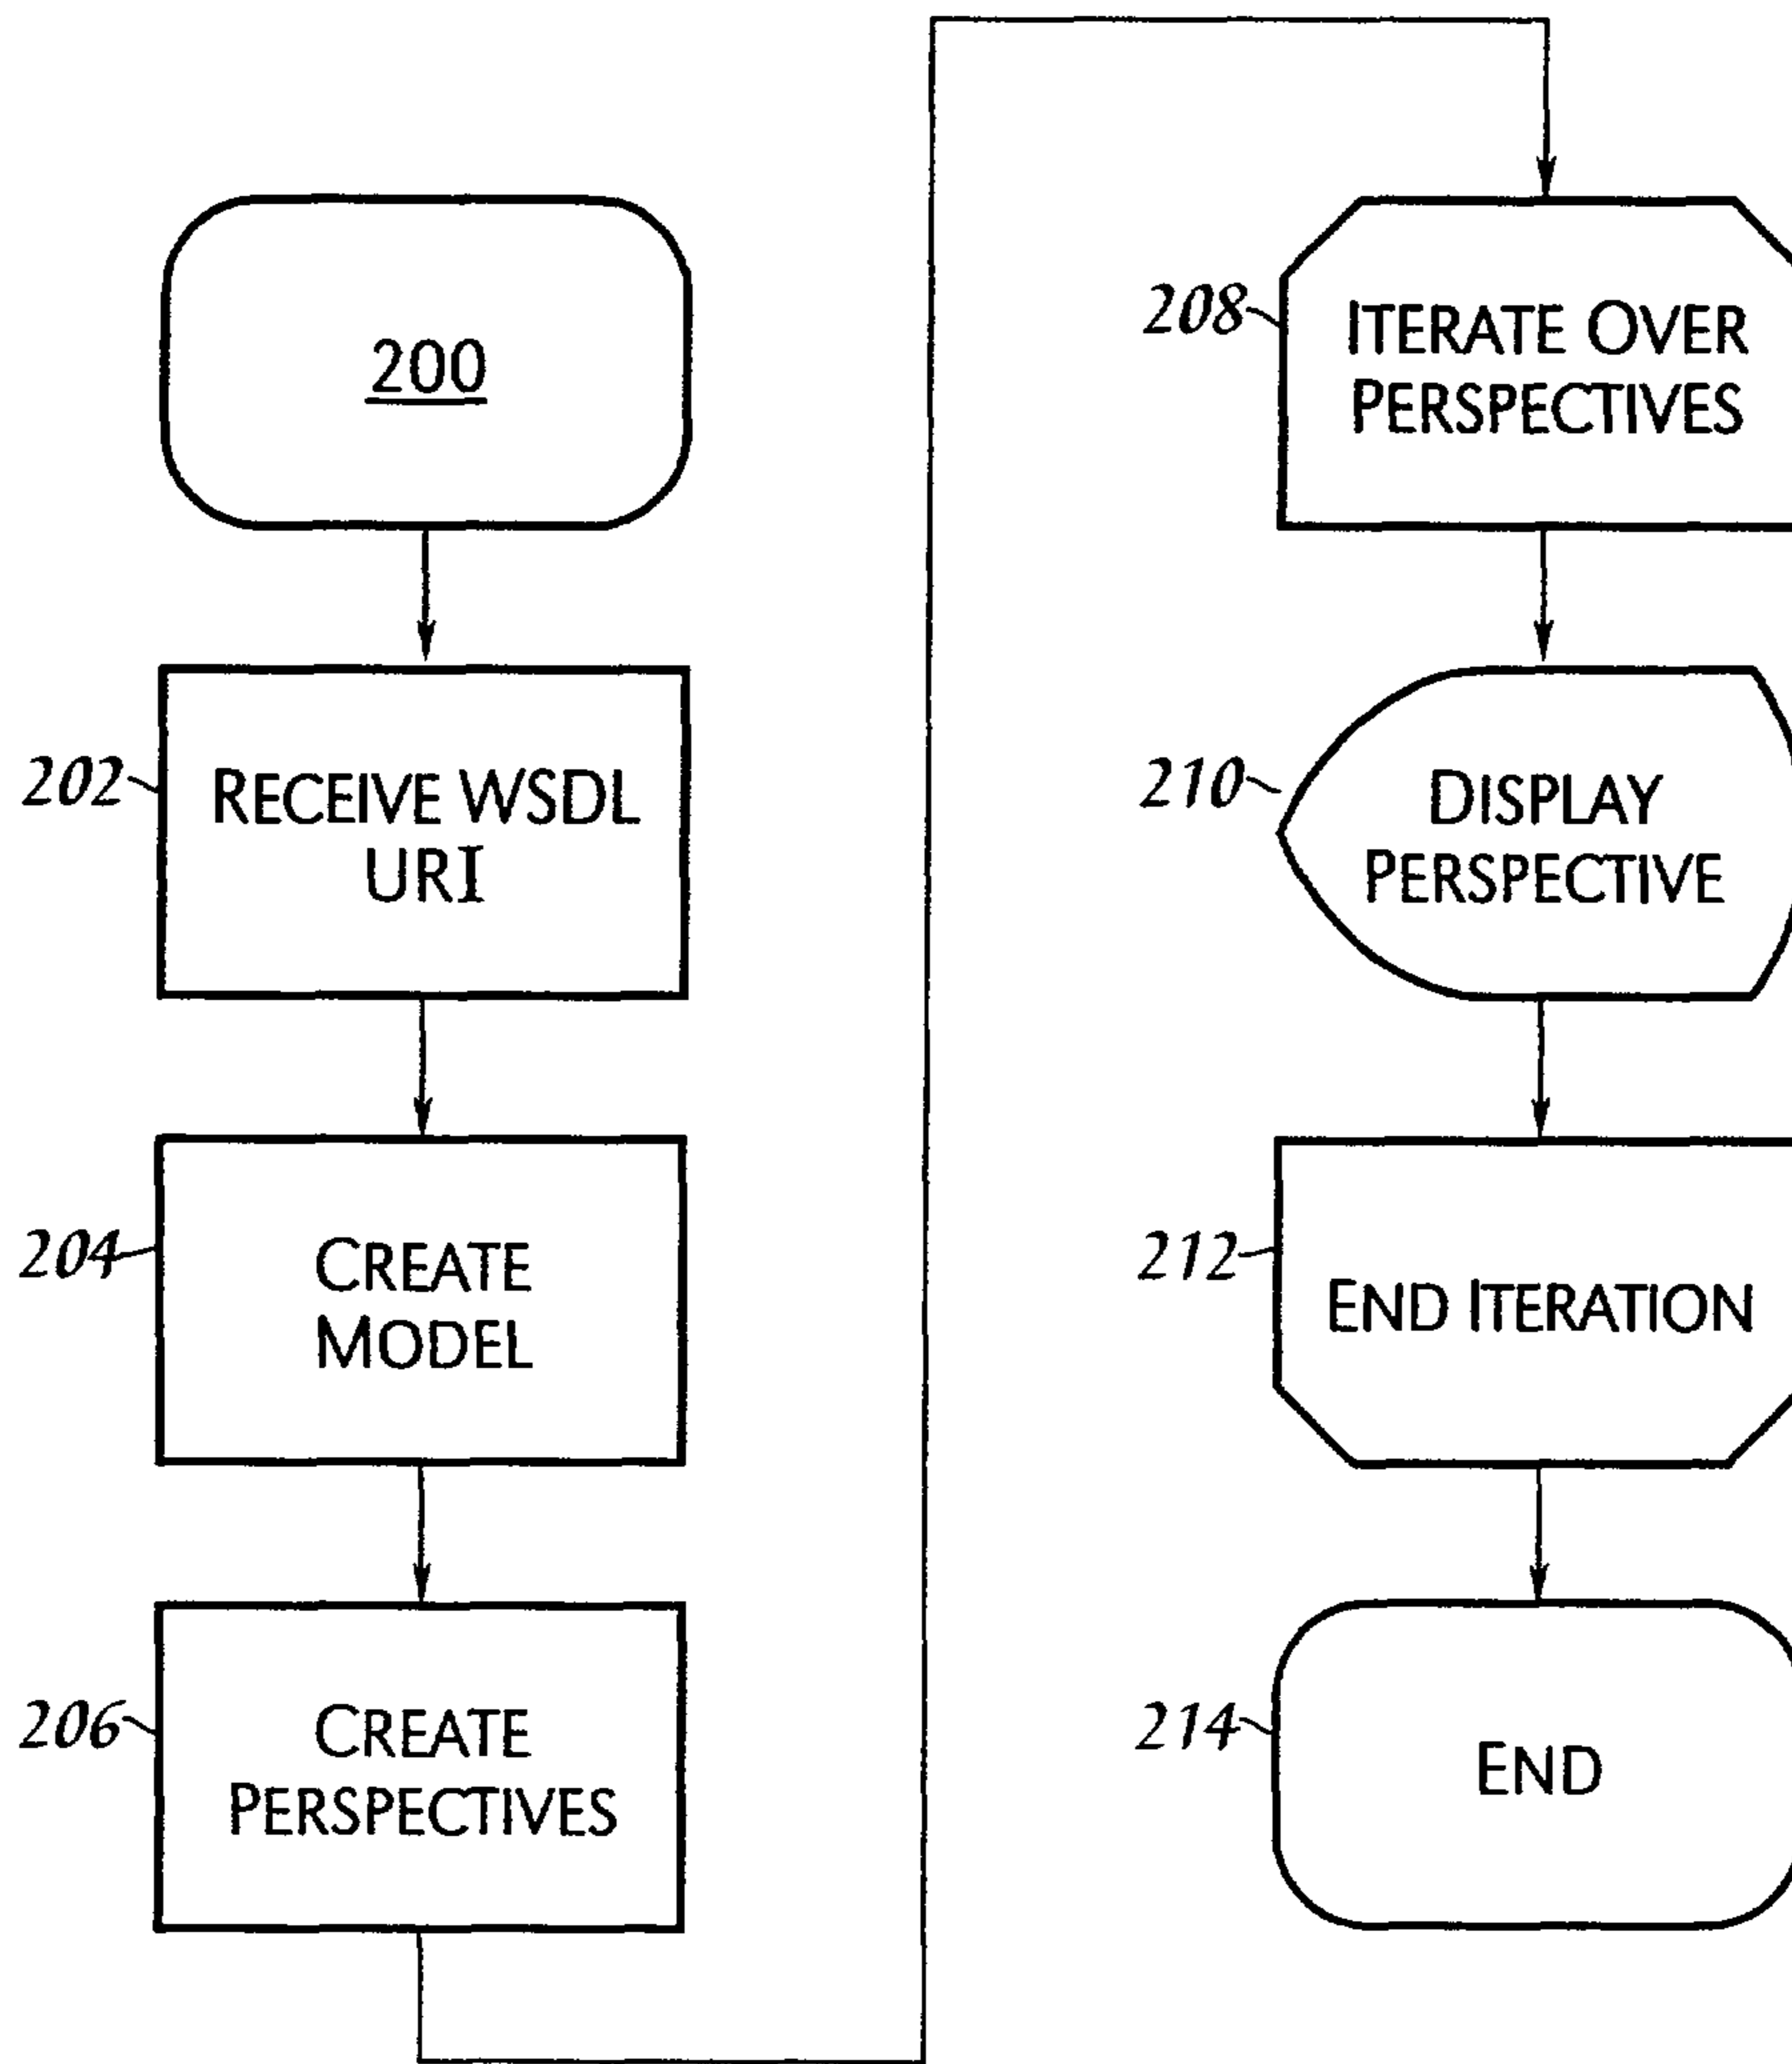 200
202
RECEIVE WSDL
URI
204
CREATE
MODEL
206
CREATE
PERSPECTIVES
208
ITERATE OVER
PERSPECTIVES
210
DISPLAY
PERSPECTIVE
212
END ITERATION
214
END